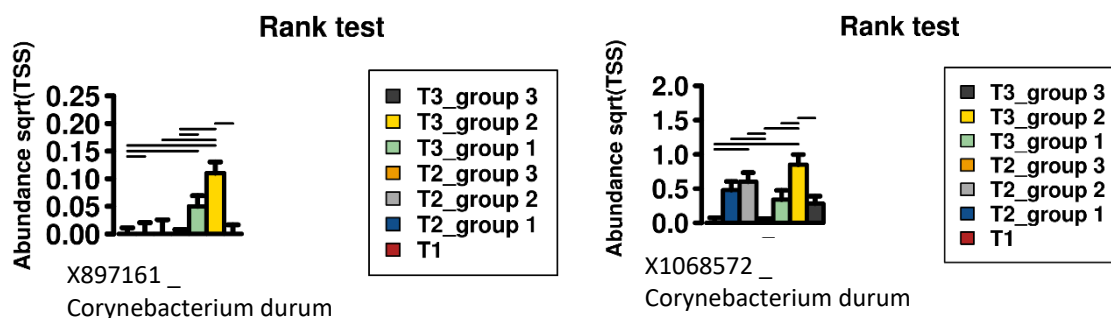 Rank test
Abundance sqrt(TSS)
0.25
0.20
0.15
0.10
0.05
0.00
T3_group 3
T3_group 2
T3_group 1
T2_group 3
T2_group 2
T2_group 1
T1
X897161 _
Corynebacterium durum
Rank test
Abundance sqrt(TSS)
2.0
1.5
1.0
0.5
0.0
T3_group 3
T3_group 2
T3_group 1
T2_group 3
T2_group 2
T2_group 1
T1
X1068572 _
Corynebacterium durum